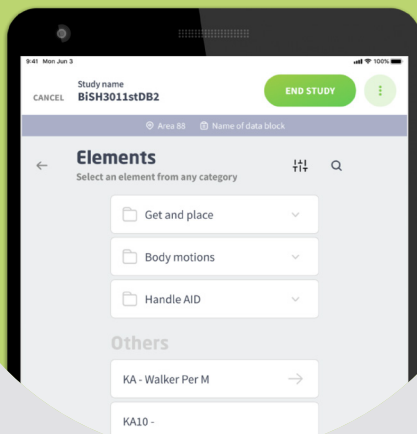 9:41 Mon Jun 3
100%
Study name
CANCEL
BiSH3011stDB2
END STUDY
Area 88
Name of data block
Elements
Select an element from any category
Get and place
Body motions
Handle AID
Others
KA - Walker Per M
KA10 -